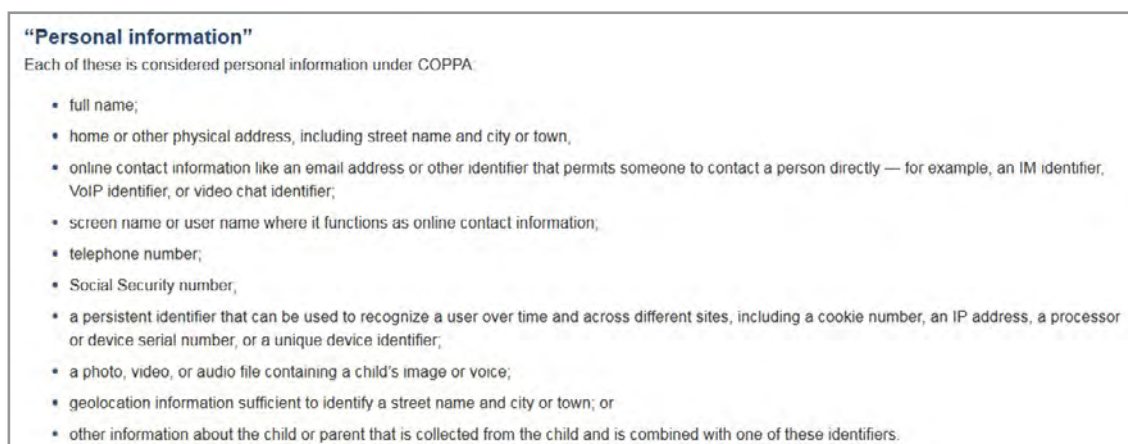 “Personal information”
Each of these is considered personal information under COPPA:
• full name;
• home or other physical address, including street name and city or town,
• online contact information like an email address or other identifier that permits someone to contact a person directly — for example, an IM identifier,
VoIP identifier, or video chat identifier;
• screen name or user name where it functions as online contact information;
• telephone number;
• Social Security number;
• a persistent identifier that can be used to recognize a user over time and across different sites, including a cookie number, an IP address, a processor
or device serial number, or a unique device identifier;
• a photo, video, or audio file containing a child's image or voice;
• geolocation information sufficient to identify a street name and city or town; or
• other information about the child or parent that is collected from the child and is combined with one of these identifiers.